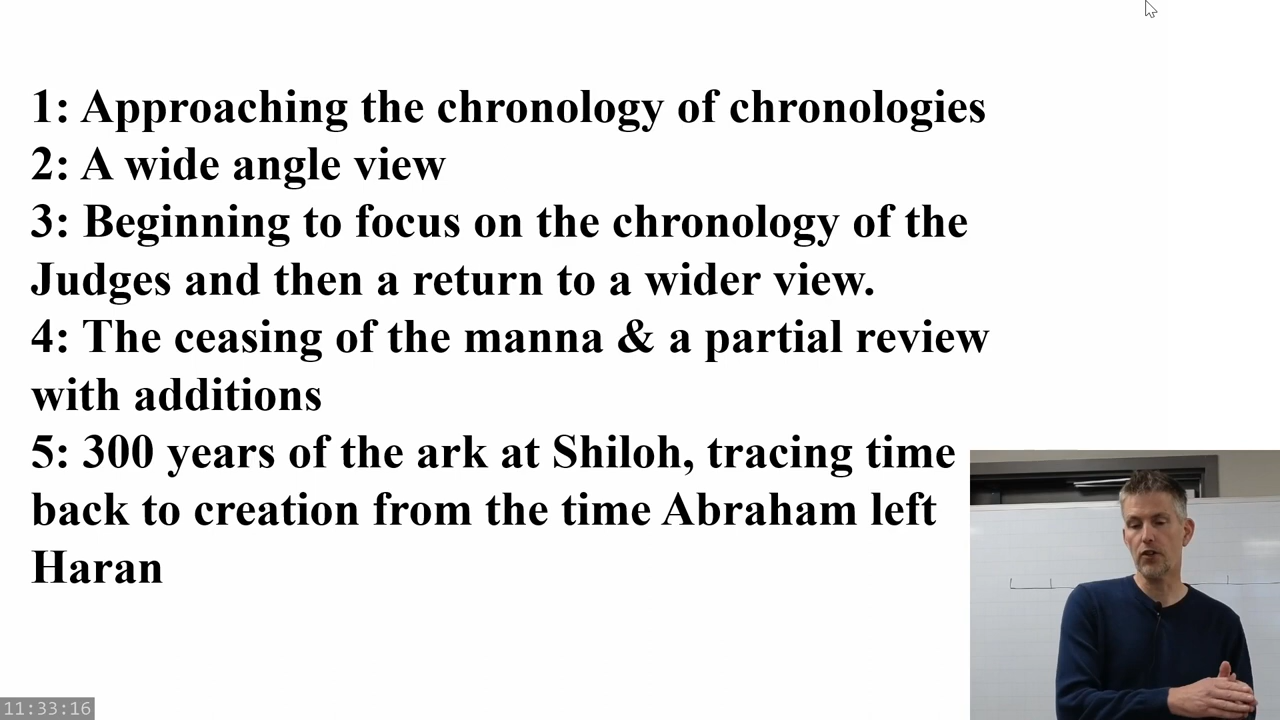 1: Approaching the chronology of chronologies
2: A wide angle view
3: Beginning to focus on the chronology of the
Judges and then a return to a wider view.
4: The ceasing of the manna & a partial review
with additions
5: 300 years of the ark at Shiloh, tracing time
back to creation from the time Abraham left
Haran
11:33:16